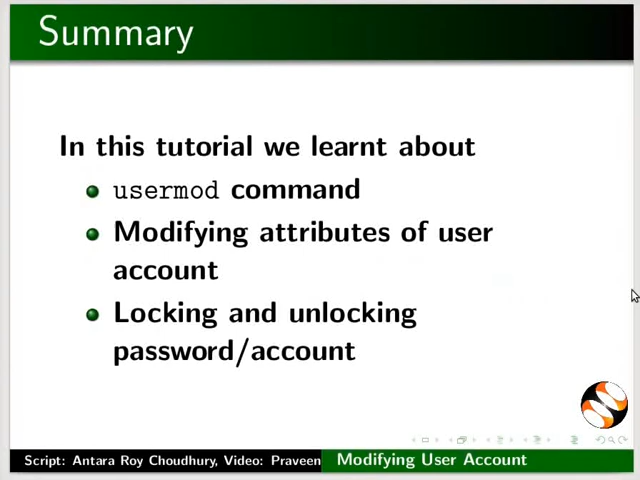 Summary
In this tutorial we learnt about
usermod command
Modifying attributes of user
account
Locking and unlocking
password/account
Script: Antara Roy Choudhury, Video: Praveen
Modifying User Account